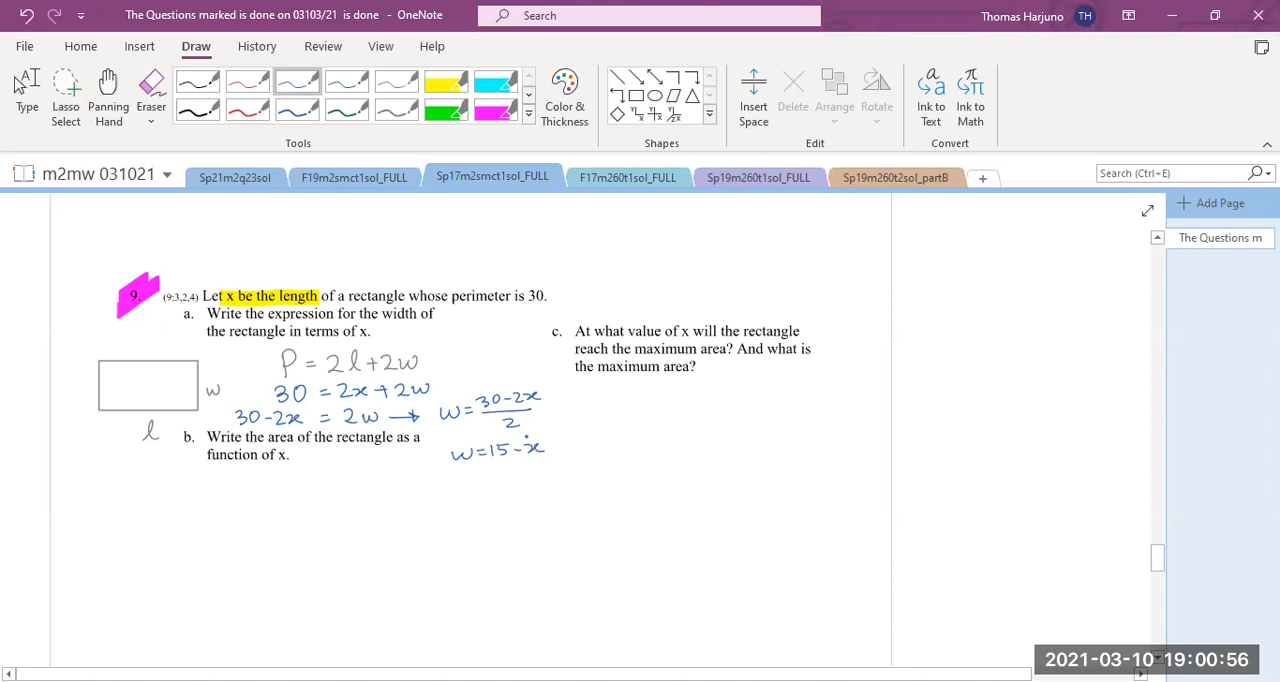 The Questions marked is done on 03103/21 is done - OneNote
Search
Thomas Harjuno
TH
File
Home
Insert
Draw
History
Review
View
Help
Type
Lasso Select
Panning Hand
Eraser
Color & Thickness
Insert Space
Delete
Arrange
Rotate
Ink to Text
Ink to Math
Tools
Shapes
Edit
Convert
m2mw 031021
Sp21m2q23sol
F19m2smct1sol_FULL
Sp17m2smct1sol_FULL
F17m260t1sol_FULL
Sp19m260t1sol_FULL
Sp19m260t2sol_partB
Search (Ctrl+E)
Add Page
The Questions m
9. (9:3,2,4) Let x be the length of a rectangle whose perimeter is 30.
a. Write the expression for the width of
the rectangle in terms of x.
P = 2l + 2w
w
l
30 = 2x + 2w
30 - 2x = 2w → w = 30 - 2x / 2
w = 15 - x
b. Write the area of the rectangle as a
function of x.
c. At what value of x will the rectangle
reach the maximum area? And what is
the maximum area?
2021-03-10 19:00:56